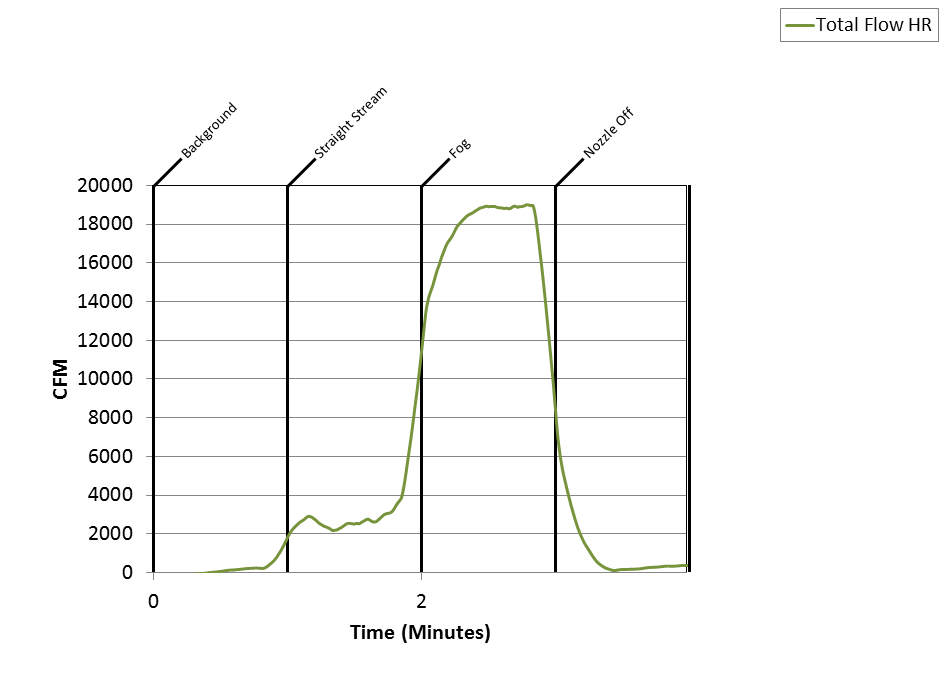 Total Flow HR
Background
Straight Stream
Fog
Nozzle Off
20000
18000
16000
14000
12000
10000
8000
6000
4000
2000
0
CFM
0
2
Time (Minutes)